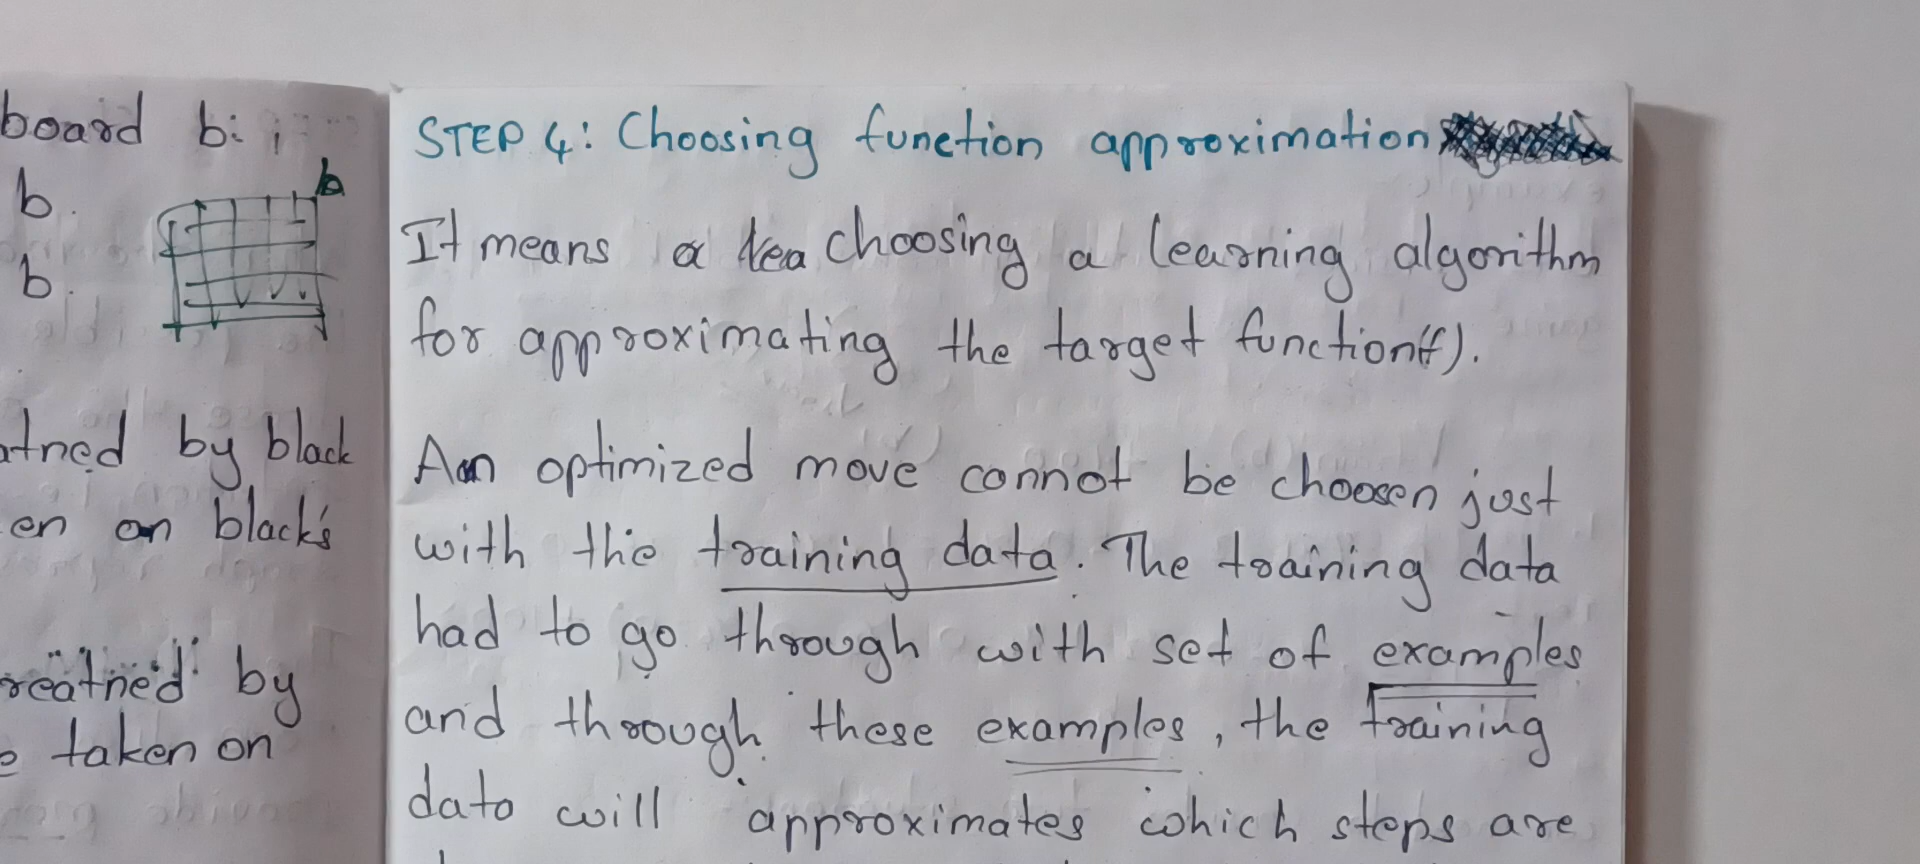 board b:
b.
b
b.
by black
en on black's
by
taken on
STEP 4: Choosing function approximation
It means a lea choosing a learning algorithm
for approximating the target function(f).
An optimized move cannot be choosen just
with the training data. The training data
had to go through with set of examples
and through these examples, the training
data will approximates which steps are